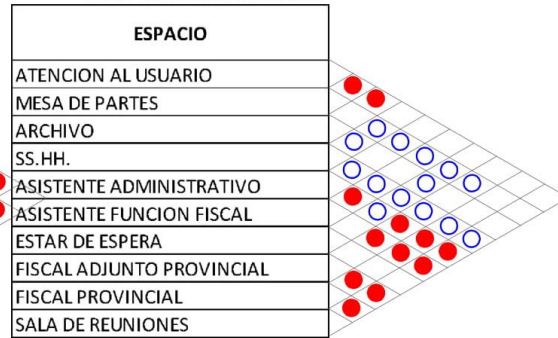 ESPACIO
ATENCION AL USUARIO
MESA DE PARTES
ARCHIVO
SS.HH.
ASISTENTE ADMINISTRATIVO
ASISTENTE FUNCION FISCAL
ESTAR DE ESPERA
FISCAL ADJUNTO PROVINCIAL
FISCAL PROVINCIAL
SALA DE REUNIONES